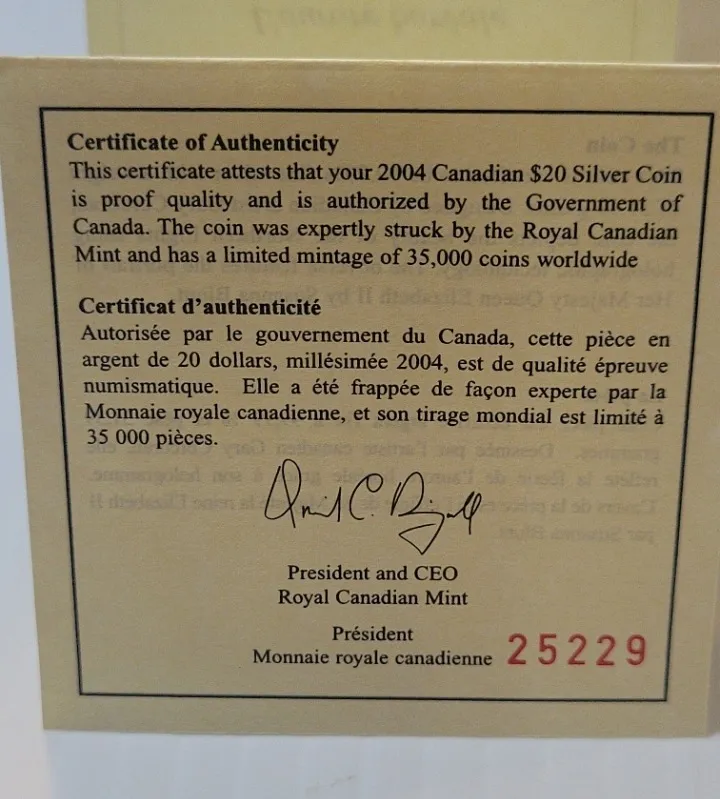 Certificate of Authenticity
This certificate attests that your 2004 Canadian $20 Silver Coin
is proof quality and is authorized by the Government of
Canada. The coin was expertly struck by the Royal Canadian
Mint and has a limited mintage of 35,000 coins worldwide
Certificat d'authenticité
Autorisée par le gouvernement du Canada, cette pièce en
argent de 20 dollars, millésimée 2004, est de qualité épreuve
numismatique. Elle a été frappée de façon experte par la
Monnaie royale canadienne, et son tirage mondial est limité à
35 000 pièces.
President and CEO
Royal Canadian Mint
Président
Monnaie royale canadienne 25229